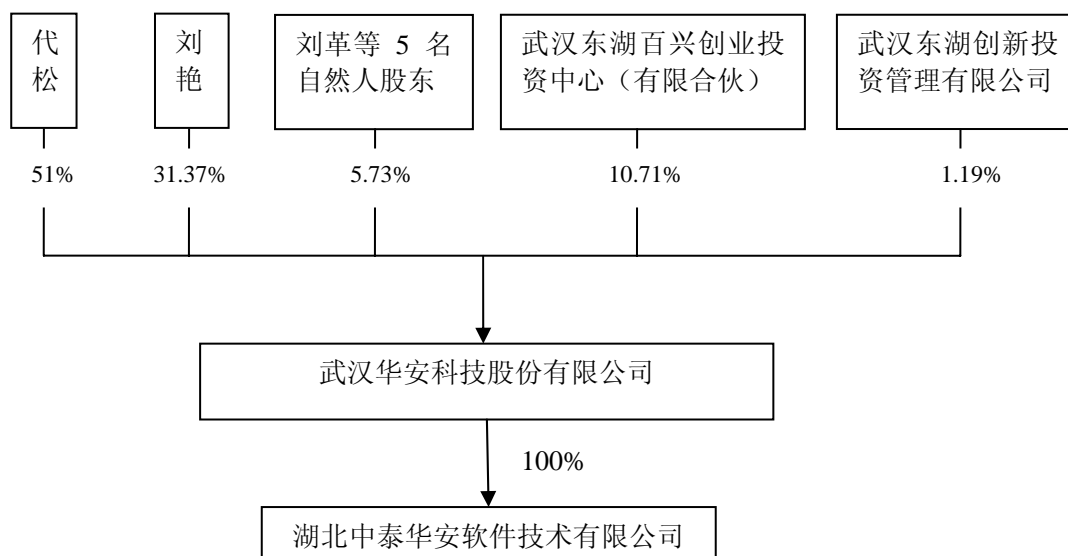 代
松
刘
艳
刘革等 5 名
自然人股东
武汉东湖百兴创业投
资中心（有限合伙）
武汉东湖创新投
资管理有限公司
51%
31.37%
5.73%
10.71%
1.19%
武汉华安科技股份有限公司
100%
湖北中泰华安软件技术有限公司